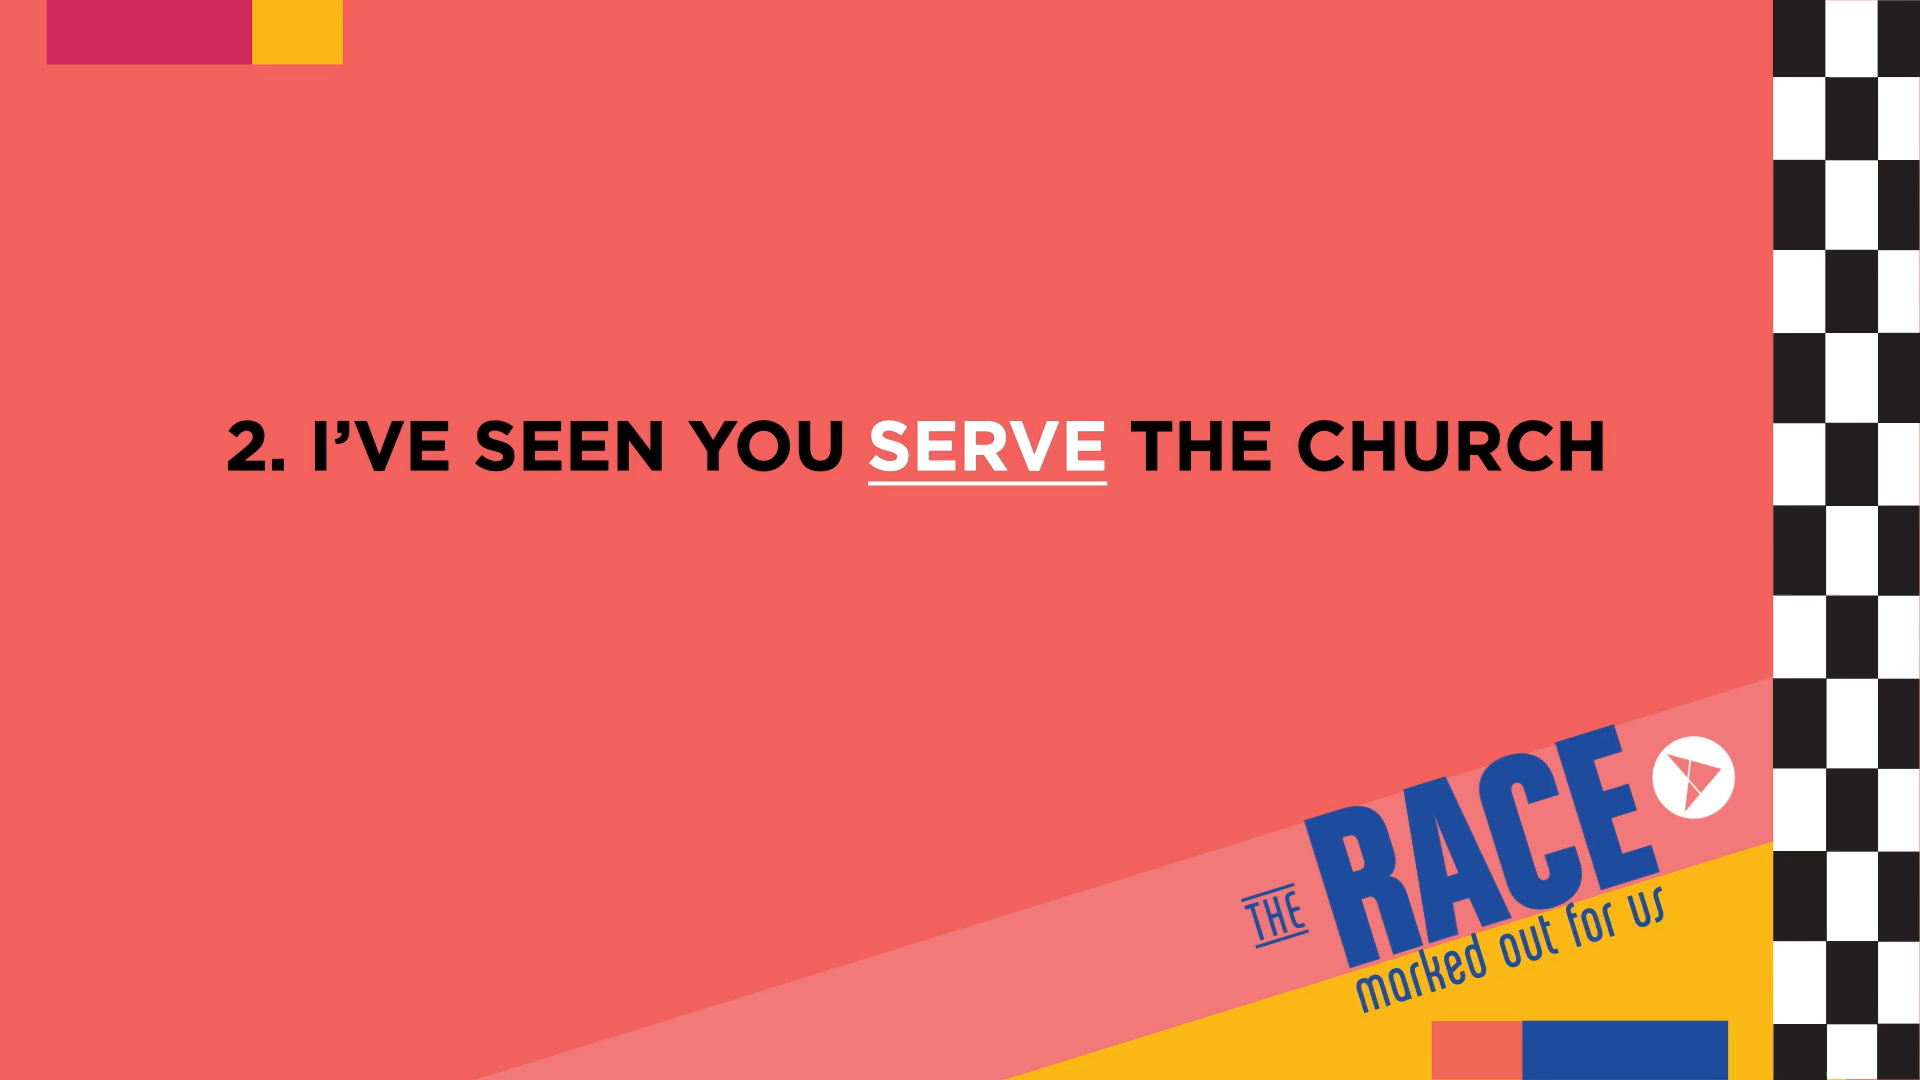 2. I’VE SEEN YOU SERVE THE CHURCH
THE RACE
marked out for us